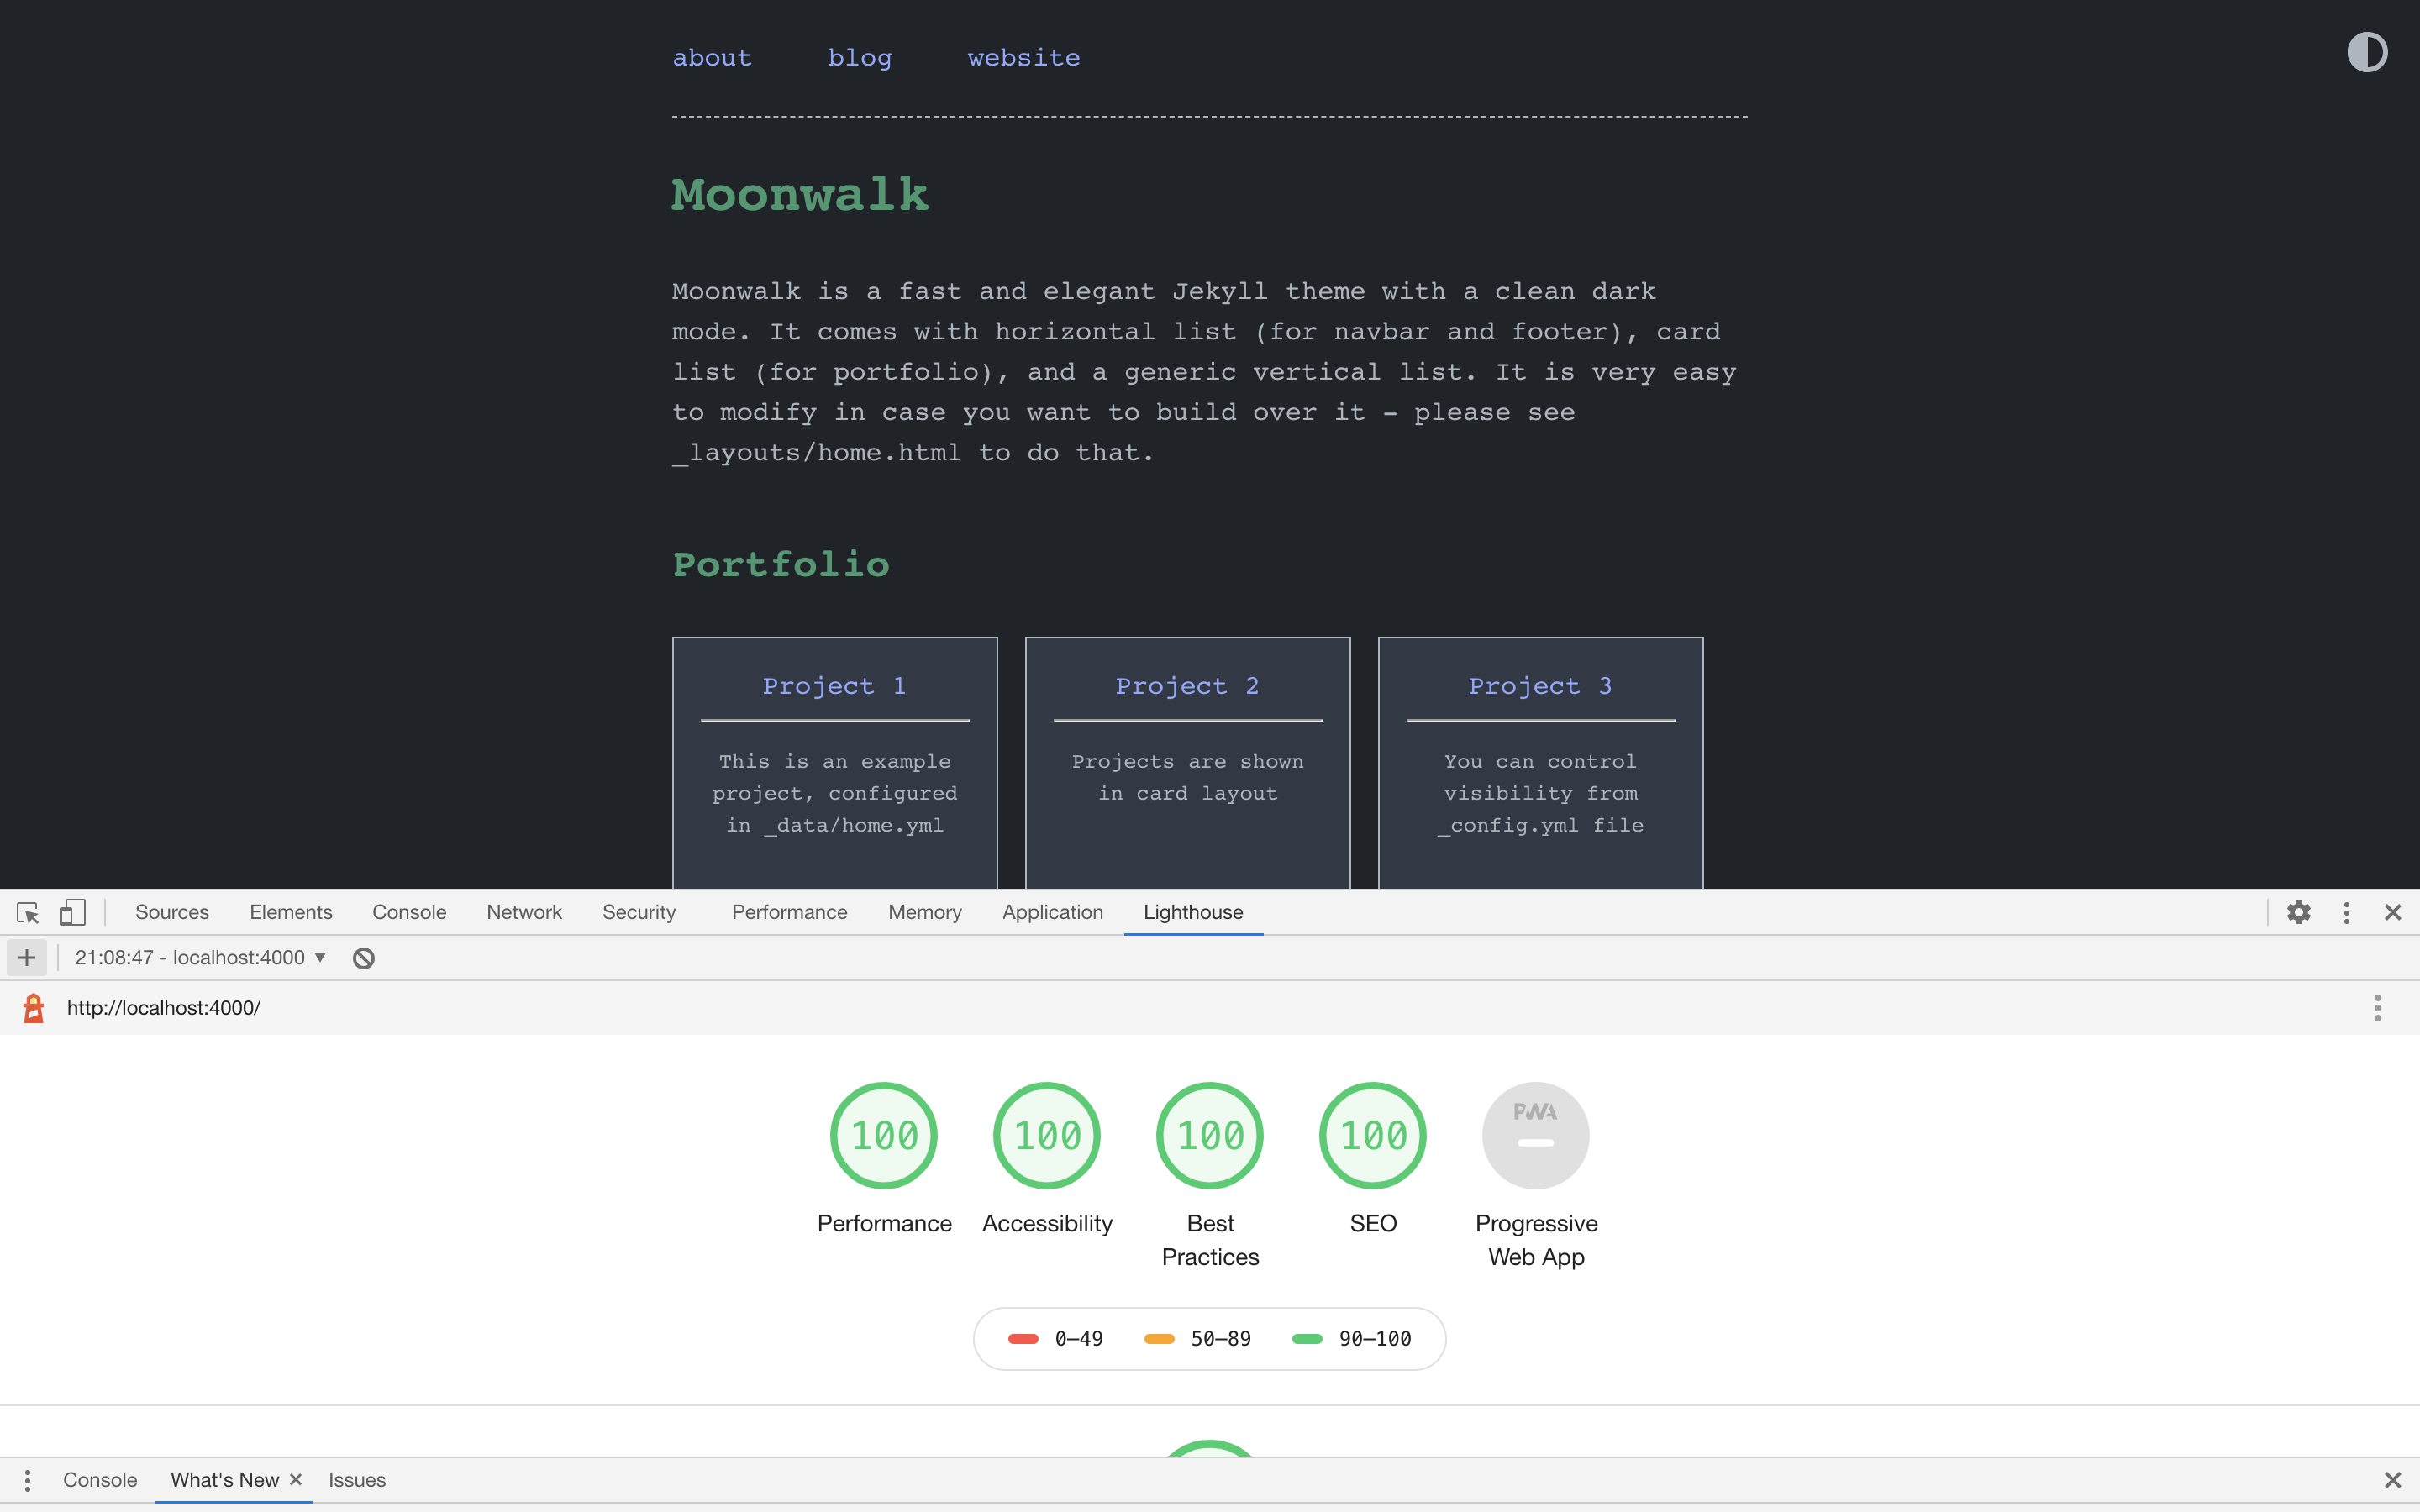 about blog website
Moonwalk
Moonwalk is a fast and elegant Jekyll theme with a clean dark
mode. It comes with horizontal list (for navbar and footer), card
list (for portfolio), and a generic vertical list. It is very easy
to modify in case you want to build over it - please see
_layouts/home.html to do that.
Portfolio
Project 1
This is an example
project, configured
in _data/home.yml
Project 2
Projects are shown
in card layout
Project 3
You can control
visibility from
_config.yml file
Sources Elements Console Network Security Performance Memory Application Lighthouse
21:08:47 - localhost:4000
http://localhost:4000/
100 100 100 100 PWA
Performance Accessibility Best Practices SEO Progressive Web App
0–49 50–89 90–100
Console What's New Issues